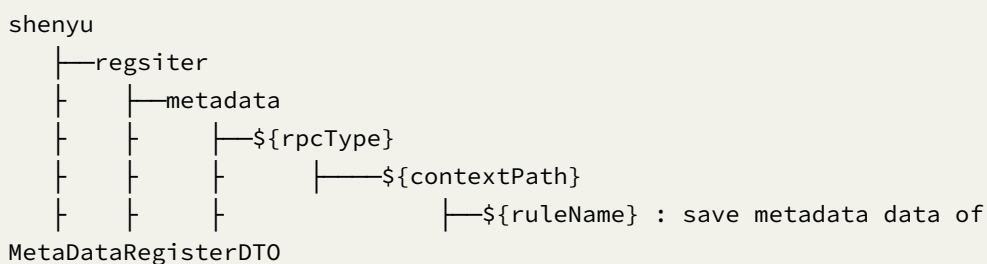 shenyu
├──regsiter
├ ├──metadata
├ ├ ├──${rpcType}
├ ├ ├ ├────${contextPath}
├ ├ ├ ├──${ruleName} : save metadata data of
MetaDataRegisterDTO